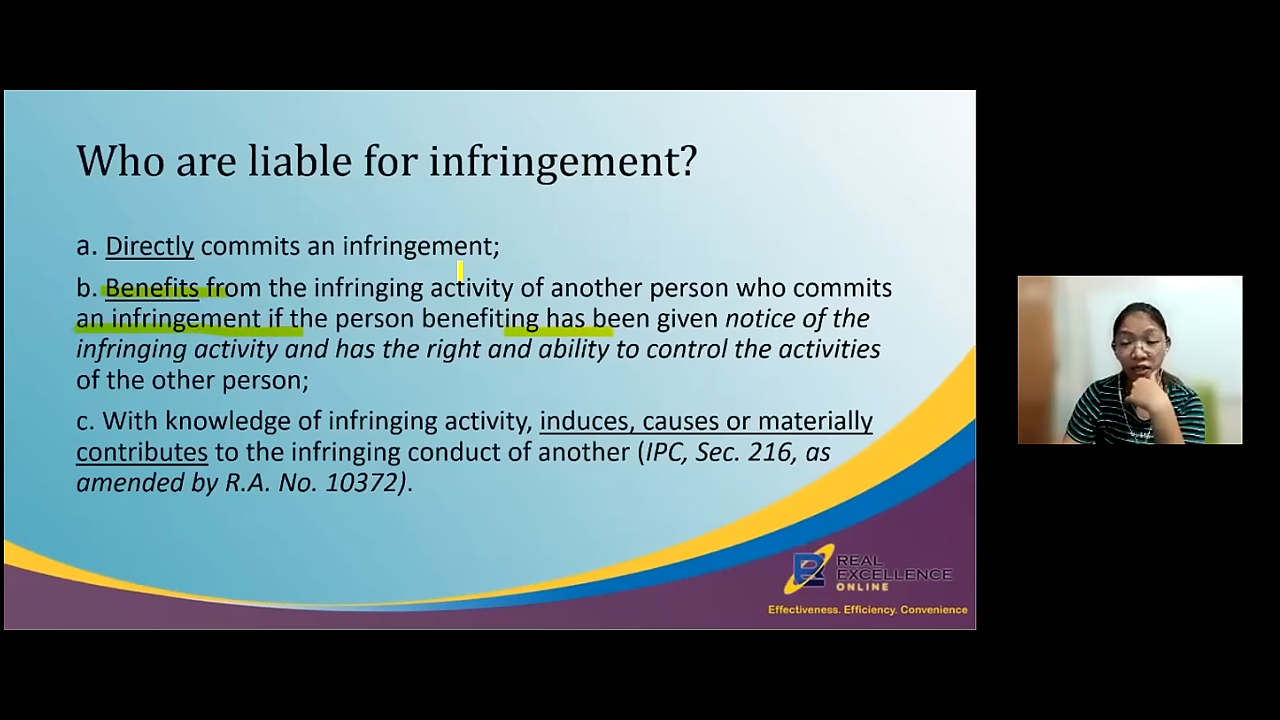 Who are liable for infringement?
a. Directly commits an infringement;
b. Benefits from the infringing activity of another person who commits
an infringement if the person benefiting has been given notice of the
infringing activity and has the right and ability to control the activities
of the other person;
c. With knowledge of infringing activity, induces, causes or materially
contributes to the infringing conduct of another (IPC, Sec. 216, as
amended by R.A. No. 10372).
REAL
EXCELLENCE
ONLINE
Effectiveness. Efficiency. Convenience